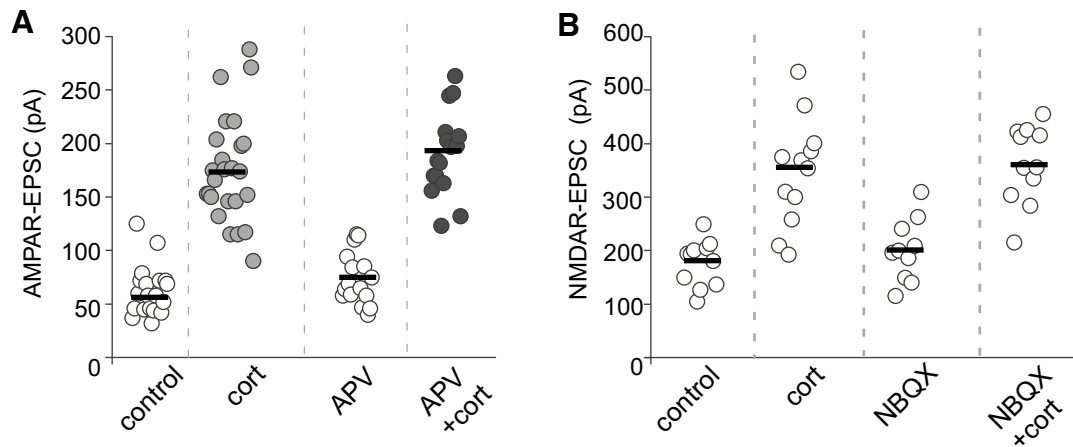 A
AMPAR-EPSC (pA)
300
250
200
150
100
50
0
control
cort
APV
APV
+cort
B
NMDAR-EPSC (pA)
600
500
400
300
200
100
0
control
cort
NBQX
NBQX
+cort